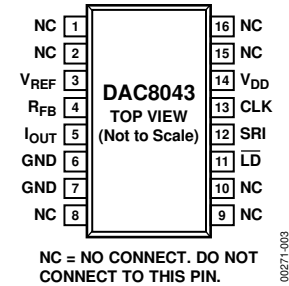 NC 1 16 NC
NC 2 15 NC
VREF 3 14 VDD
RFB 4 13 CLK
IOUT 5 12 SRI
GND 6 11 L̅D̅
GND 7 10 NC
NC 8 9 NC
DAC8043
TOP VIEW
(Not to Scale)
NC = NO CONNECT. DO NOT
CONNECT TO THIS PIN.
00271-003